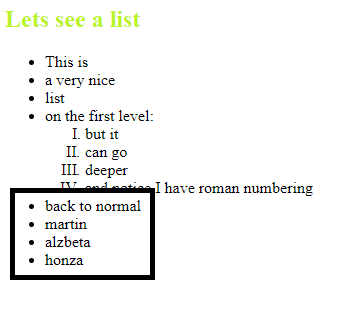 Lets see a list
• This is
• a very nice
• list
• on the first level:
I. but it
II. can go
III. deeper
IV. and notice I have roman numbering
• back to normal
• martin
• alzbeta
• honza